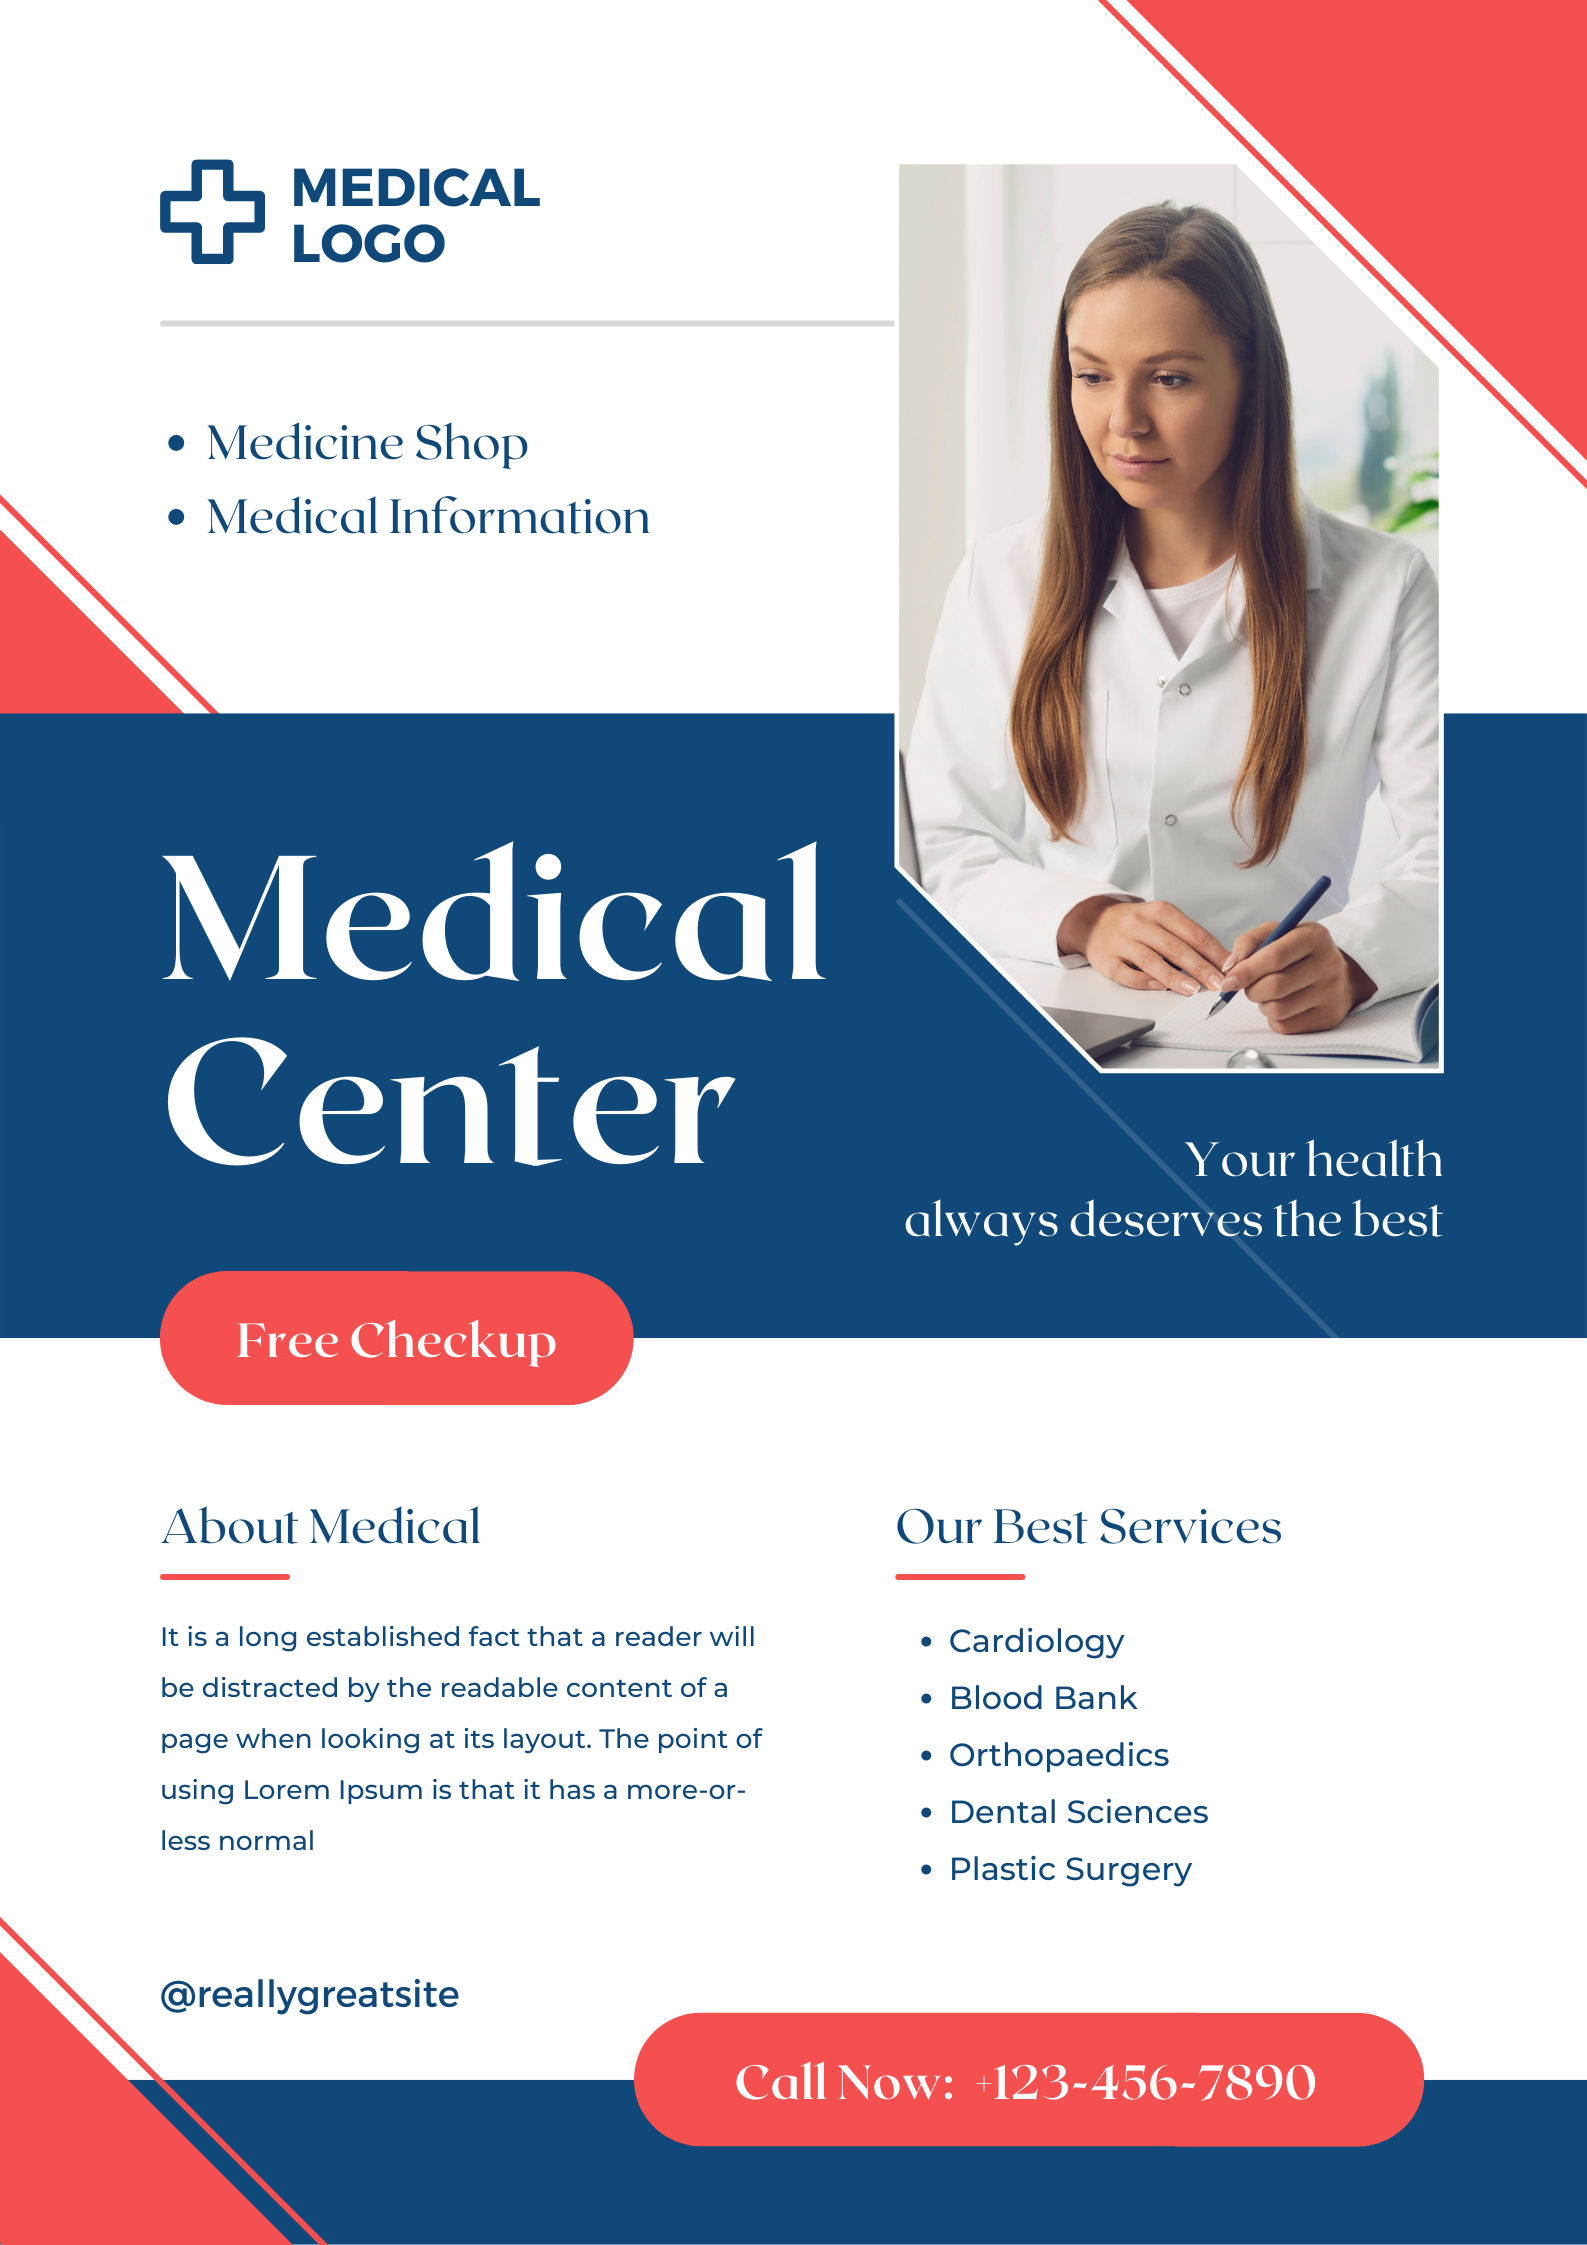 MEDICAL
LOGO
• Medicine Shop
• Medical Information
Medical
Center
Your health
always deserves the best
Free Checkup
About Medical
It is a long established fact that a reader will
be distracted by the readable content of a
page when looking at its layout. The point of
using Lorem Ipsum is that it has a more-or-
less normal
Our Best Services
• Cardiology
• Blood Bank
• Orthopaedics
• Dental Sciences
• Plastic Surgery
@reallygreatsite
Call Now: +123-456-7890